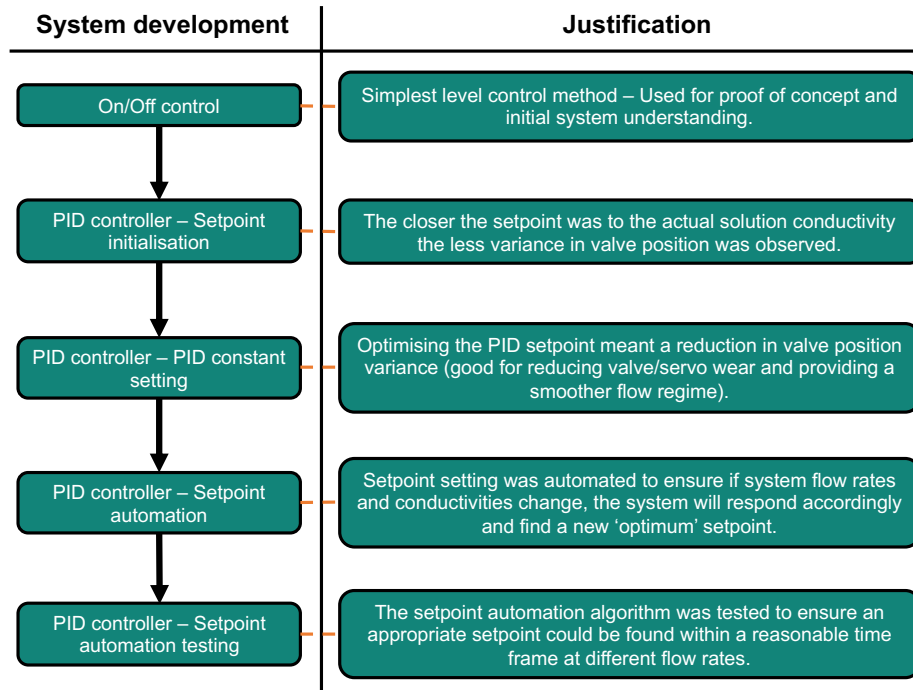 System development
Justification
On/Off control
Simplest level control method – Used for proof of concept and
initial system understanding.
PID controller – Setpoint
initialisation
The closer the setpoint was to the actual solution conductivity
the less variance in valve position was observed.
PID controller – PID constant
setting
Optimising the PID setpoint meant a reduction in valve position
variance (good for reducing valve/servo wear and providing a
smoother flow regime).
PID controller – Setpoint
automation
Setpoint setting was automated to ensure if system flow rates
and conductivities change, the system will respond accordingly
and find a new ‘optimum’ setpoint.
PID controller – Setpoint
automation testing
The setpoint automation algorithm was tested to ensure an
appropriate setpoint could be found within a reasonable time
frame at different flow rates.